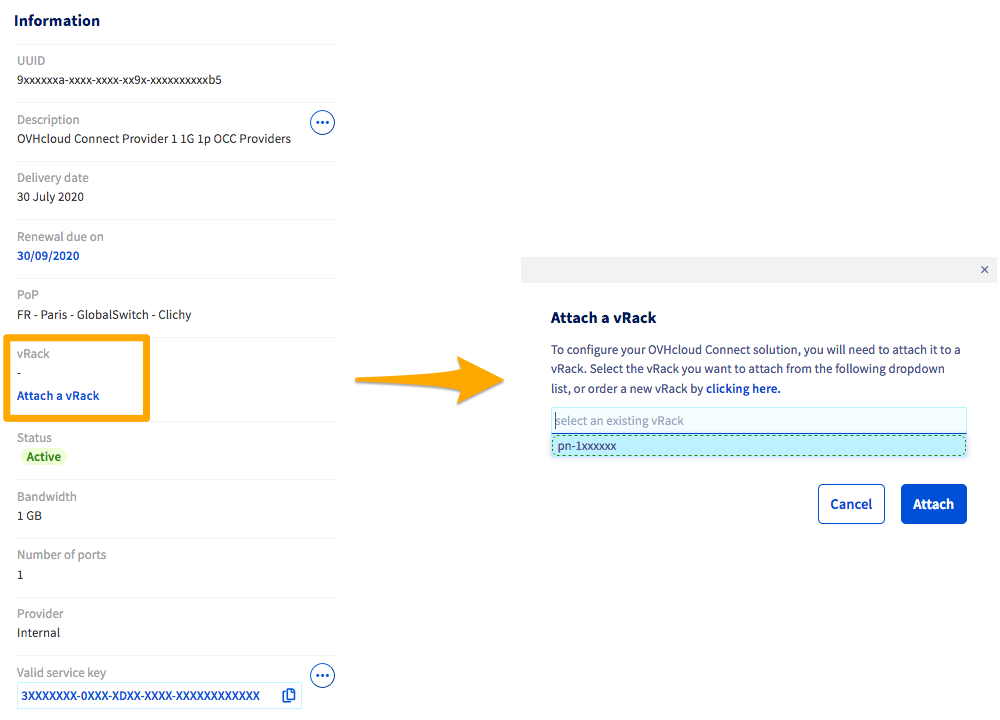 Information
UUID
9xxxxxxa-xxxx-xxxx-xx9x-xxxxxxxxxxb5
Description
OVHcloud Connect Provider 1 1G 1p OCC Providers
Delivery date
30 July 2020
Renewal due on
30/09/2020
PoP
FR - Paris - GlobalSwitch - Clichy
vRack
-
Attach a vRack
Status
Active
Bandwidth
1 GB
Number of ports
1
Provider
Internal
Valid service key
3XXXXXXX-0XXX-XDXX-XXXX-XXXXXXXXXXXX
Attach a vRack
To configure your OVHcloud Connect solution, you will need to attach it to a
vRack. Select the vRack you want to attach from the following dropdown
list, or order a new vRack by clicking here.
select an existing vRack
pn-1xxxxxx
Cancel
Attach